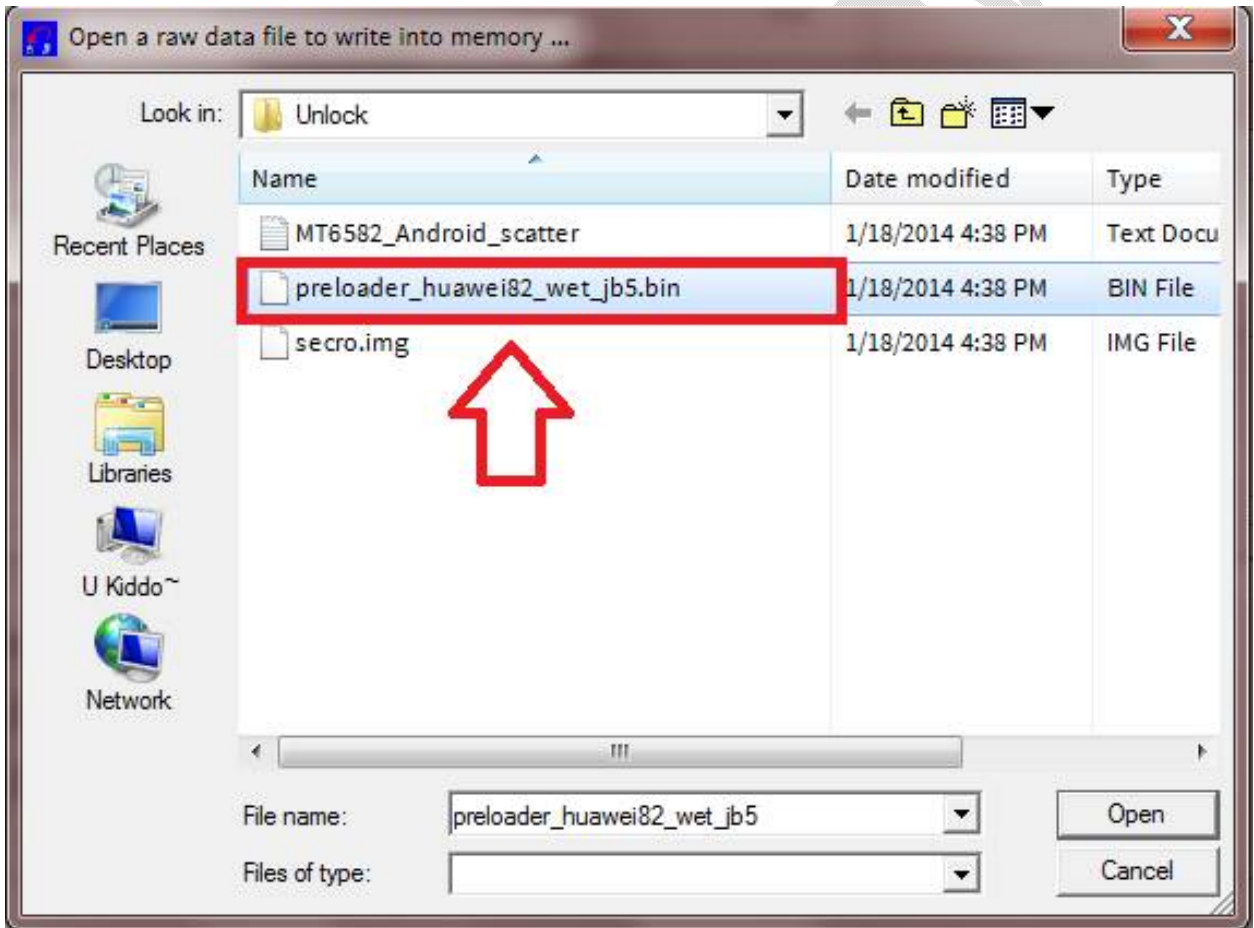 Open a raw data file to write into memory ...
Look in: Unlock
Name Date modified Type
MT6582_Android_scatter 1/18/2014 4:38 PM Text Docu
preloader_huawei82_wet_jb5.bin 1/18/2014 4:38 PM BIN File
secro.img 1/18/2014 4:38 PM IMG File
Recent Places
Desktop
Libraries
U Kiddo~
Network
File name: preloader_huawei82_wet_jb5 Open
Files of type: Cancel